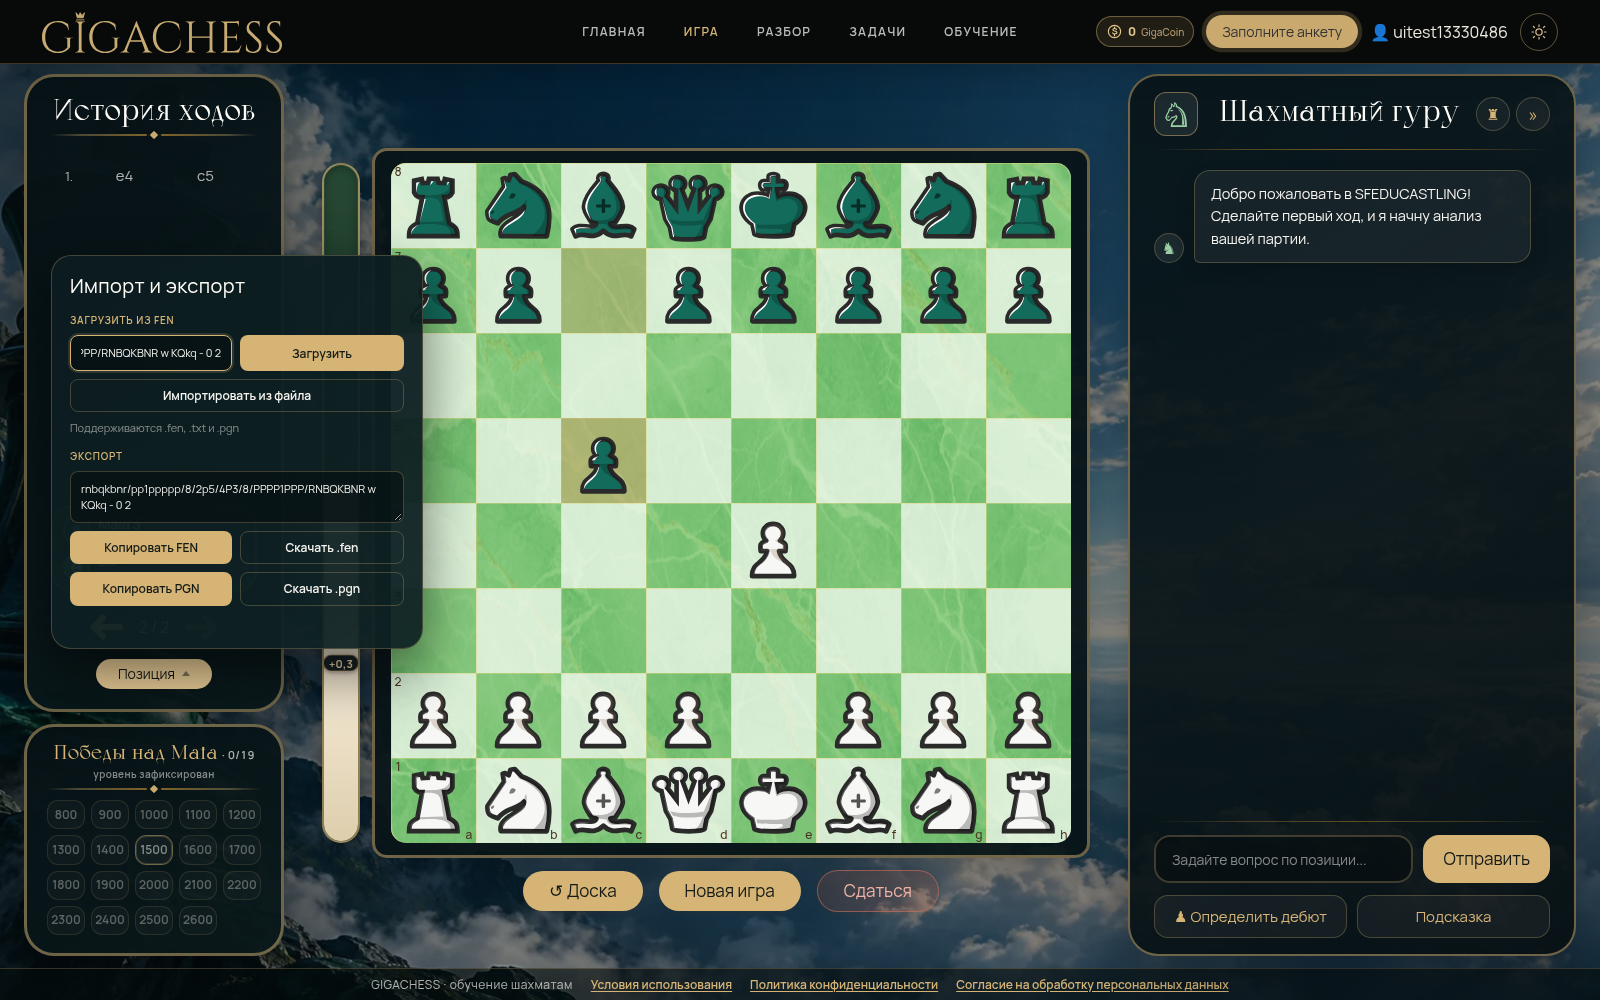 GIGACHESS
ГЛАВНАЯ
ИГРА
РАЗБОР
ЗАДАЧИ
ОБУЧЕНИЕ
0 GigaCoin
Заполните анкету
uitest13330486
История ходов
1. e4 c5
Импорт и экспорт
ЗАГРУЗИТЬ ИЗ FEN
PP/RNBQKBNR w KQkq - 0 2
Загрузить
Импортировать из файла
Поддерживаются .fen, .txt и .pgn
ЭКСПОРТ
rnbqkbnr/pp1ppppp/8/2p5/4P3/8/PPPP1PPP/RNBQKBNR w
KQkq - 0 2
Копировать FEN
Скачать .fen
Копировать PGN
Скачать .pgn
2 / 2
Позиция
Победы над Maia · 0/19
уровень зафиксирован
800 900 1000 1100 1200
1300 1400 1500 1600 1700
1800 1900 2000 2100 2200
2300 2400 2500 2600
+0,3
8
7
2
1
a b c d e f g h
↺ Доска
Новая игра
Сдаться
Шахматный гуру
»
Добро пожаловать в SFEDUCASTLING!
Сделайте первый ход, и я начну анализ
вашей партии.
Задайте вопрос по позиции...
Отправить
Определить дебют
Подсказка
GIGACHESS · обучение шахматам
Условия использования
Политика конфиденциальности
Согласие на обработку персональных данных